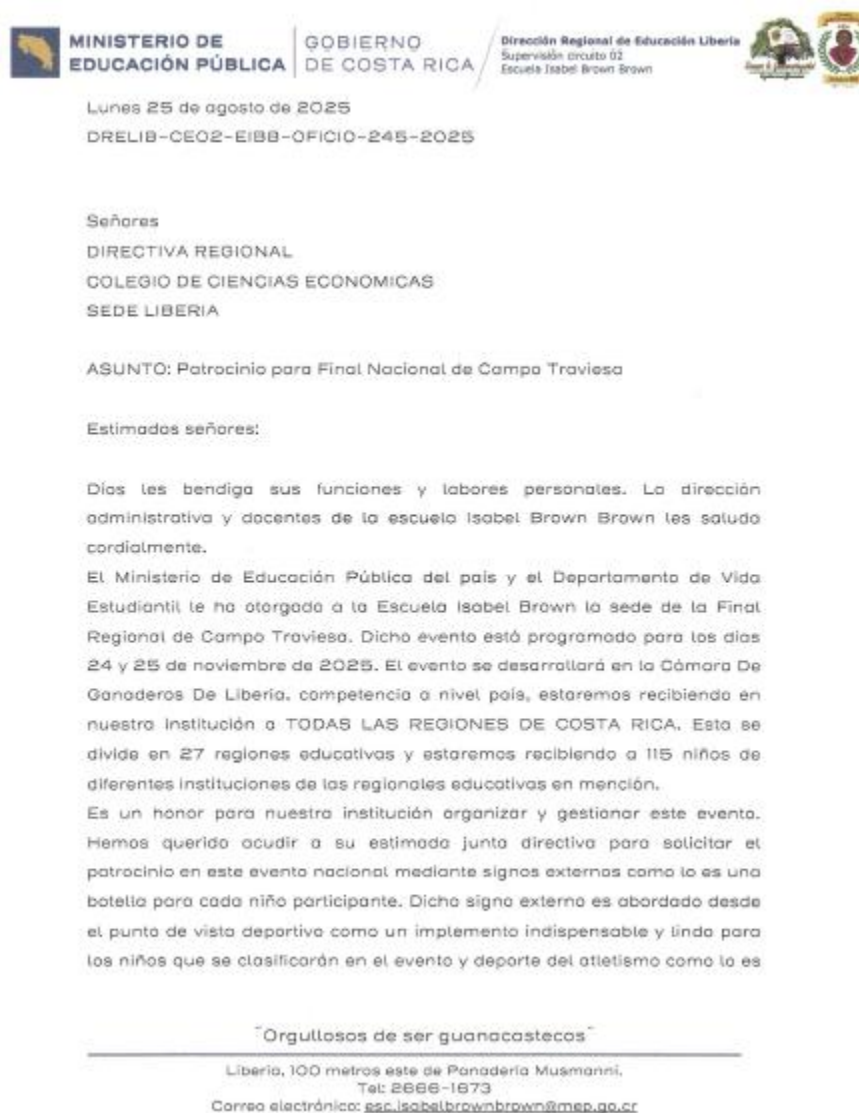 MINISTERIO DE
EDUCACIÓN PÚBLICA
GOBIERNO
DE COSTA RICA
Dirección Regional de Educación Liberia
Supervisión circuito 02
Escuela Isabel Brown Brown
Lunes 25 de agosto de 2025
DRELIB-CE02-EIBB-OFICIO-245-2025
Señores
DIRECTIVA REGIONAL
COLEGIO DE CIENCIAS ECONOMICAS
SEDE LIBERIA
ASUNTO: Patrocinio para Final Nacional de Campo Traviesa
Estimados señores:
Dios les bendiga sus funciones y labores personales. La dirección
administrativa y docentes de la escuela Isabel Brown Brown les saluda
cordialmente.
El Ministerio de Educación Pública del país y el Departamento de Vida
Estudiantil le ha otorgado a la Escuela Isabel Brown la sede de la Final
Regional de Campo Traviesa. Dicho evento está programado para los días
24 y 25 de noviembre de 2025. El evento se desarrollará en la Cámara De
Ganaderos De Liberia, competencia a nivel país, estaremos recibiendo en
nuestra institución a TODAS LAS REGIONES DE COSTA RICA. Esta se
divide en 27 regiones educativas y estaremos recibiendo a 115 niños de
diferentes instituciones de las regionales educativas en mención.
Es un honor para nuestra institución organizar y gestionar este evento.
Hemos querido acudir a su estimada junta directiva para solicitar el
patrocinio en este evento nacional mediante signos externos como lo es una
botella para cada niño participante. Dicho signo externo es abordado desde
el punto de vista deportivo como un implemento indispensable y lindo para
los niños que se clasificarán en el evento y deporte del atletismo como lo es
¨Orgullosos de ser guanacastecos¨
Liberia, 100 metros este de Panadería Musmanni.
Tel: 2666-1673
Correo electrónico: esc.isabelbrownbrown@mep.go.cr